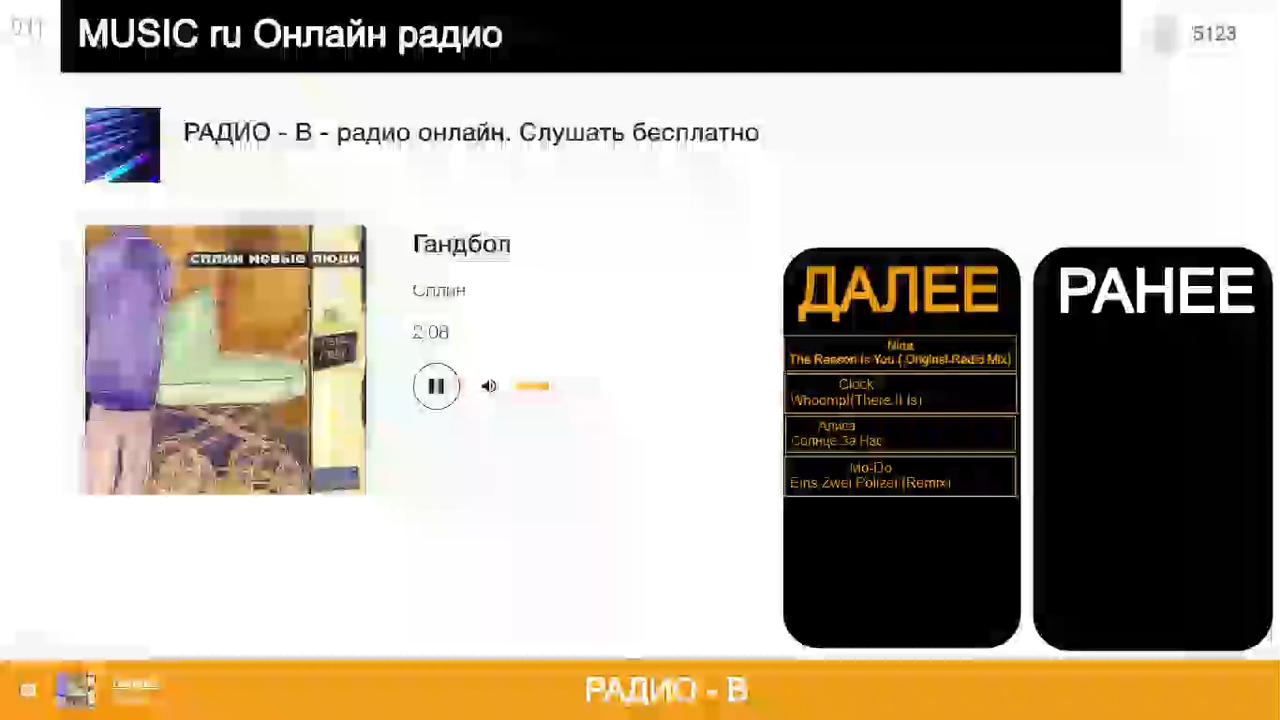 MUSIC ru Онлайн радио
5123
РАДИО - В - радио онлайн. Слушать бесплатно
сплин новые люди
Гандбол
Сплин
2:08
ДАЛЕЕ
Nina
The Reason Is You ( Original Radio Mix)
Clock
Whoomp!(There It Is)
Алиса
Солнце За Нас
Mo-Do
Eins Zwei Polizei (Remix)
РАНЕЕ
РАДИО - В